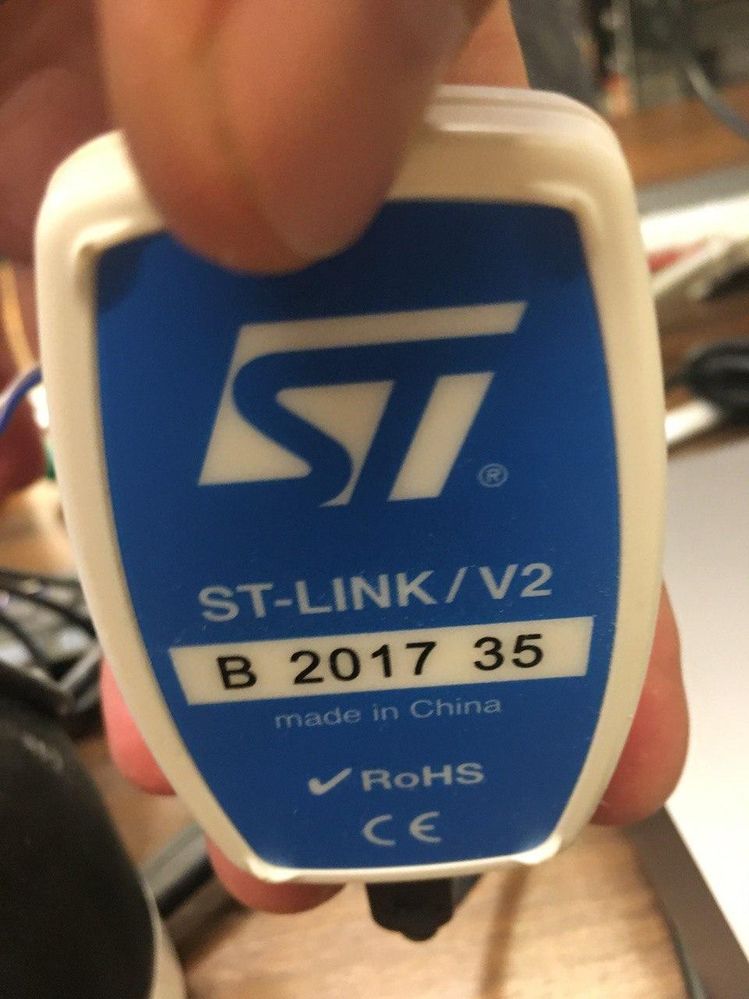 ST
®
ST-LINK / V2
B 2017 35
made in China
✓RoHS
CE